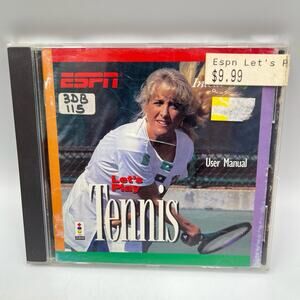 Espn Let's P
$9.99
ESPN
3DB
115
User Manual
Let's
Play
Tennis